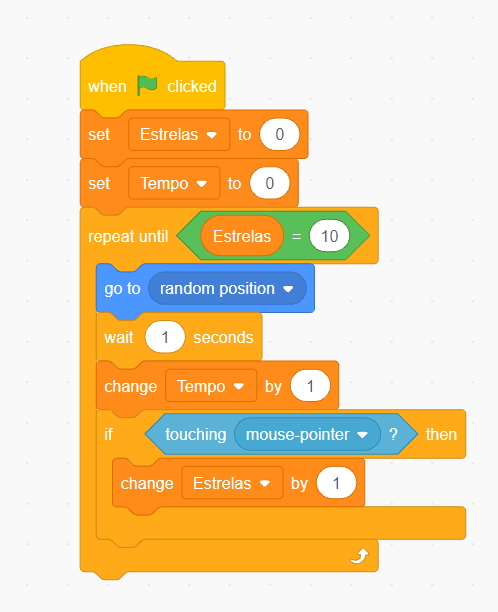 when clicked
set Estrelas to 0
set Tempo to 0
repeat until Estrelas = 10
go to random position
wait 1 seconds
change Tempo by 1
if touching mouse-pointer ? then
change Estrelas by 1